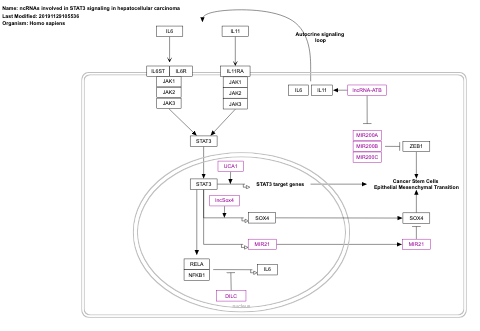 Name: ncRNAs involved in STAT3 signaling in hepatocellular carcinoma
Last Modified: 20191129105536
Organism: Homo sapiens
IL6
IL11
Autocrine signaling
loop
IL6ST
IL6R
IL11RA
JAK1
JAK2
JAK3
JAK1
JAK2
JAK3
IL6
IL11
lncRNA-ATB
MIR200A
MIR200B
MIR200C
ZEB1
STAT3
UCA1
STAT3
STAT3 target genes
Cancer Stem Cells
Epithelial Mesenchymal Transition
lncSox4
SOX4
SOX4
MIR21
MIR21
RELA
NFKB1
IL6
DILC